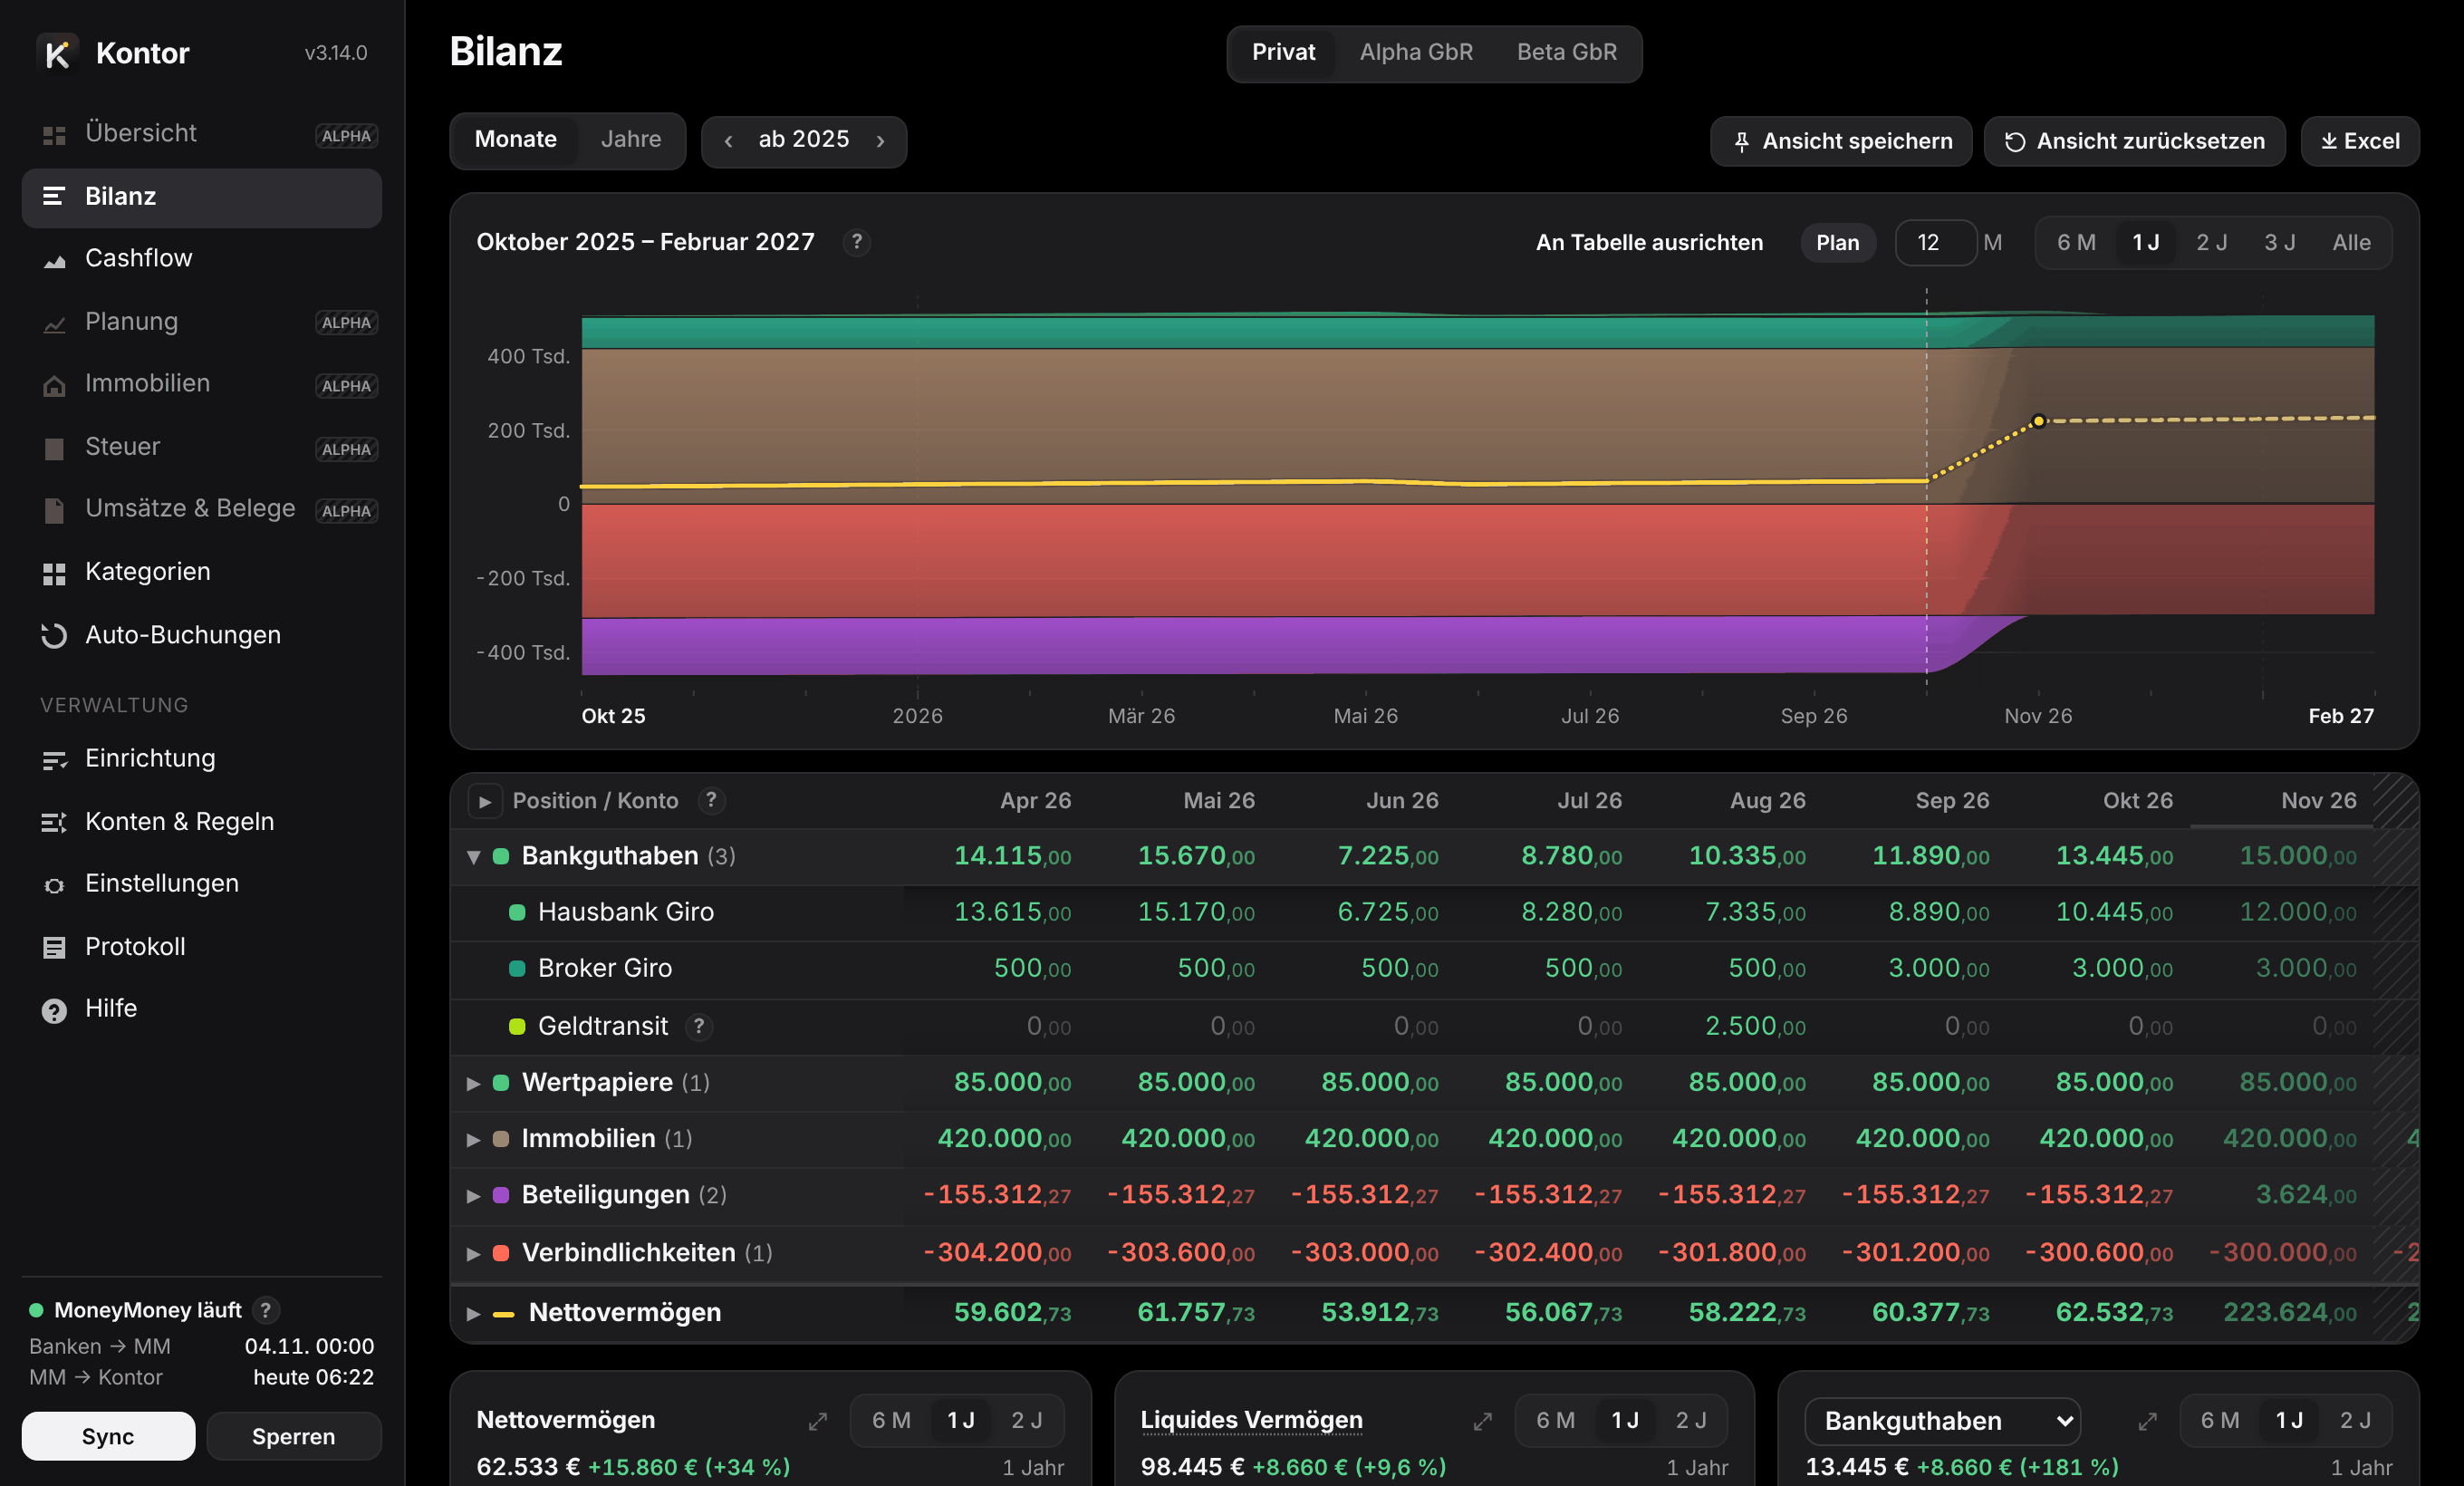 Kontor v3.14.0
Übersicht ALPHA
Bilanz
Cashflow
Planung ALPHA
Immobilien ALPHA
Steuer ALPHA
Umsätze & Belege ALPHA
Kategorien
Auto-Buchungen
VERWALTUNG
Einrichtung
Konten & Regeln
Einstellungen
Protokoll
Hilfe
MoneyMoney läuft ?
Banken → MM 04.11. 00:00
MM → Kontor heute 06:22
Sync Sperren
Bilanz
Privat Alpha GbR Beta GbR
Monate Jahre ‹ ab 2025 ›
Ansicht speichern Ansicht zurücksetzen Excel
Oktober 2025 – Februar 2027 ? An Tabelle ausrichten Plan 12 M 6 M 1 J 2 J 3 J Alle
400 Tsd.
200 Tsd.
0
-200 Tsd.
-400 Tsd.
Okt 25 2026 Mär 26 Mai 26 Jul 26 Sep 26 Nov 26 Feb 27
Position / Konto ? Apr 26 Mai 26 Jun 26 Jul 26 Aug 26 Sep 26 Okt 26 Nov 26
Bankguthaben (3) 14.115,00 15.670,00 7.225,00 8.780,00 10.335,00 11.890,00 13.445,00 15.000,00
Hausbank Giro 13.615,00 15.170,00 6.725,00 8.280,00 7.335,00 8.890,00 10.445,00 12.000,00
Broker Giro 500,00 500,00 500,00 500,00 500,00 3.000,00 3.000,00 3.000,00
Geldtransit ? 0,00 0,00 0,00 0,00 2.500,00 0,00 0,00 0,00
Wertpapiere (1) 85.000,00 85.000,00 85.000,00 85.000,00 85.000,00 85.000,00 85.000,00 85.000,00
Immobilien (1) 420.000,00 420.000,00 420.000,00 420.000,00 420.000,00 420.000,00 420.000,00 420.000,00 4
Beteiligungen (2) -155.312,27 -155.312,27 -155.312,27 -155.312,27 -155.312,27 -155.312,27 -155.312,27 3.624,00
Verbindlichkeiten (1) -304.200,00 -303.600,00 -303.000,00 -302.400,00 -301.800,00 -301.200,00 -300.600,00 -300.000,00 -2
Nettovermögen 59.602,73 61.757,73 53.912,73 56.067,73 58.222,73 60.377,73 62.532,73 223.624,00 2
Nettovermögen 6 M 1 J 2 J
62.533 € +15.860 € (+34 %) 1 Jahr
Liquides Vermögen 6 M 1 J 2 J
98.445 € +8.660 € (+9,6 %) 1 Jahr
Bankguthaben 6 M 1 J 2 J
13.445 € +8.660 € (+181 %) 1 Jahr